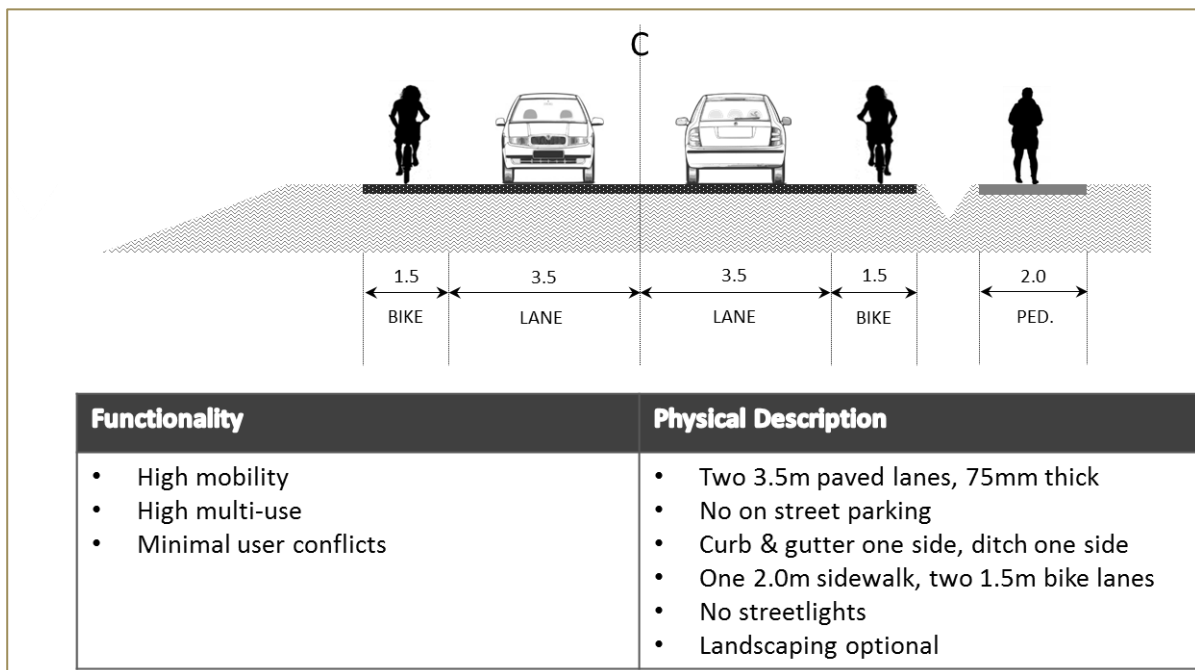 C
1.5
3.5
3.5
1.5
2.0
BIKE
LANE
LANE
BIKE
PED.
Functionality
Physical Description
• High mobility
• High multi-use
• Minimal user conflicts
• Two 3.5m paved lanes, 75mm thick
• No on street parking
• Curb & gutter one side, ditch one side
• One 2.0m sidewalk, two 1.5m bike lanes
• No streetlights
• Landscaping optional